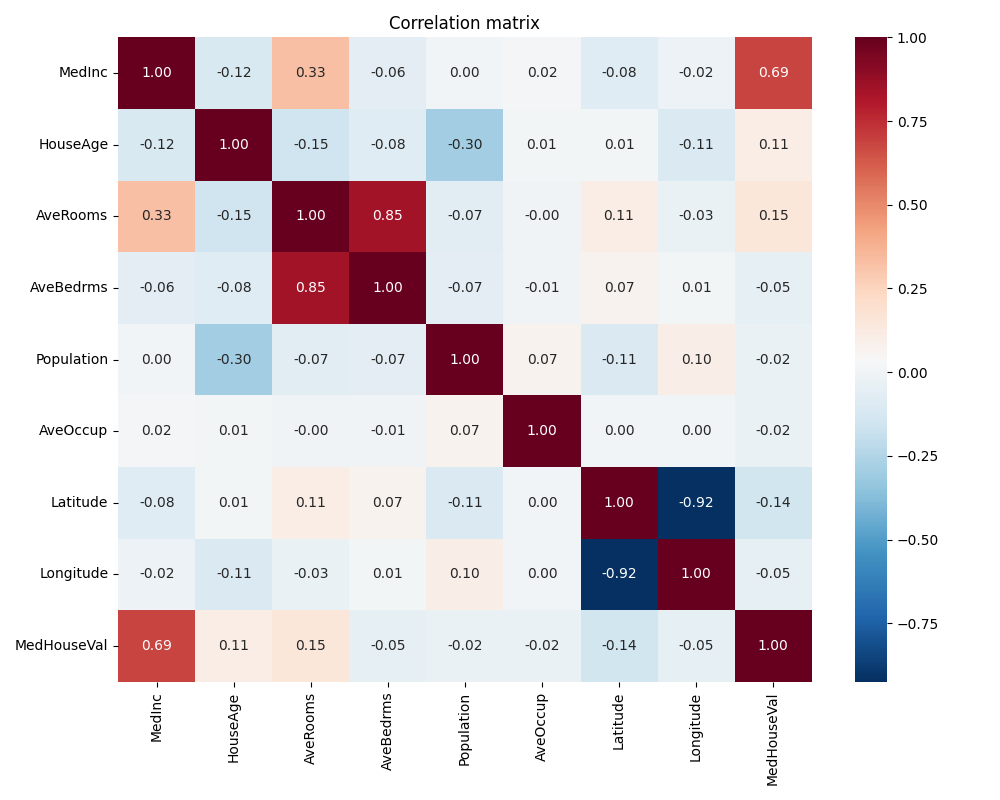 Correlation matrix
MedInc 1.00 -0.12 0.33 -0.06 0.00 0.02 -0.08 -0.02 0.69
HouseAge -0.12 1.00 -0.15 -0.08 -0.30 0.01 0.01 -0.11 0.11
AveRooms 0.33 -0.15 1.00 0.85 -0.07 -0.00 0.11 -0.03 0.15
AveBedrms -0.06 -0.08 0.85 1.00 -0.07 -0.01 0.07 0.01 -0.05
Population 0.00 -0.30 -0.07 -0.07 1.00 0.07 -0.11 0.10 -0.02
AveOccup 0.02 0.01 -0.00 -0.01 0.07 1.00 0.00 0.00 -0.02
Latitude -0.08 0.01 0.11 0.07 -0.11 0.00 1.00 -0.92 -0.14
Longitude -0.02 -0.11 -0.03 0.01 0.10 0.00 -0.92 1.00 -0.05
MedHouseVal 0.69 0.11 0.15 -0.05 -0.02 -0.02 -0.14 -0.05 1.00
MedInc HouseAge AveRooms AveBedrms Population AveOccup Latitude Longitude MedHouseVal
1.00
0.75
0.50
0.25
0.00
−0.25
−0.50
−0.75